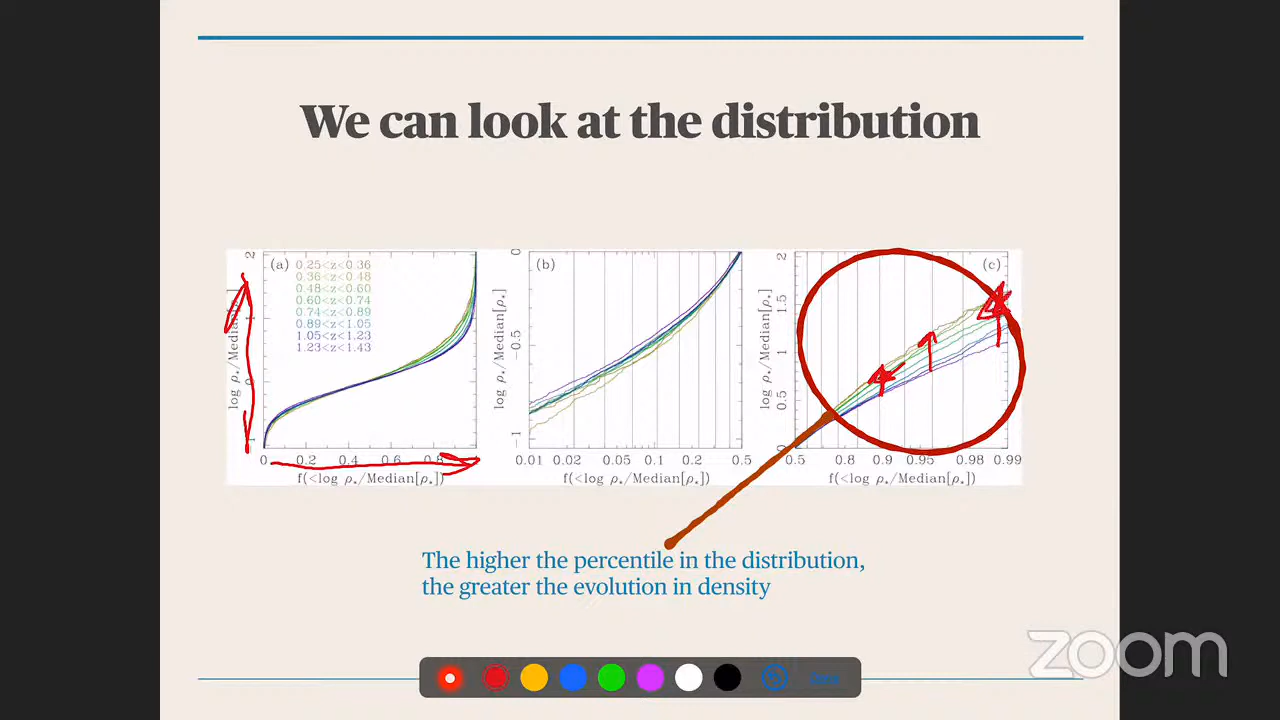 We can look at the distribution
(a)
0.25<z<0.36
0.36<z<0.48
0.48<z<0.60
0.60<z<0.74
0.74<z<0.89
0.89<z<1.05
1.05<z<1.23
1.23<z<1.43
2
0
log ρ*/Median[ρ*]
0 0.2 0.4 0.6 0.8
f(<log ρ*/Median[ρ*])
(b)
0
−0.5
−1
log ρ*/Median[ρ*]
0.01 0.02 0.05 0.1 0.2 0.5
f(<log ρ*/Median[ρ*])
(c)
2
1.5
1
0.5
0
log ρ*/Median[ρ*]
0.5 0.8 0.9 0.95 0.98 0.99
f(<log ρ*/Median[ρ*])
The higher the percentile in the distribution,
the greater the evolution in density
zoom